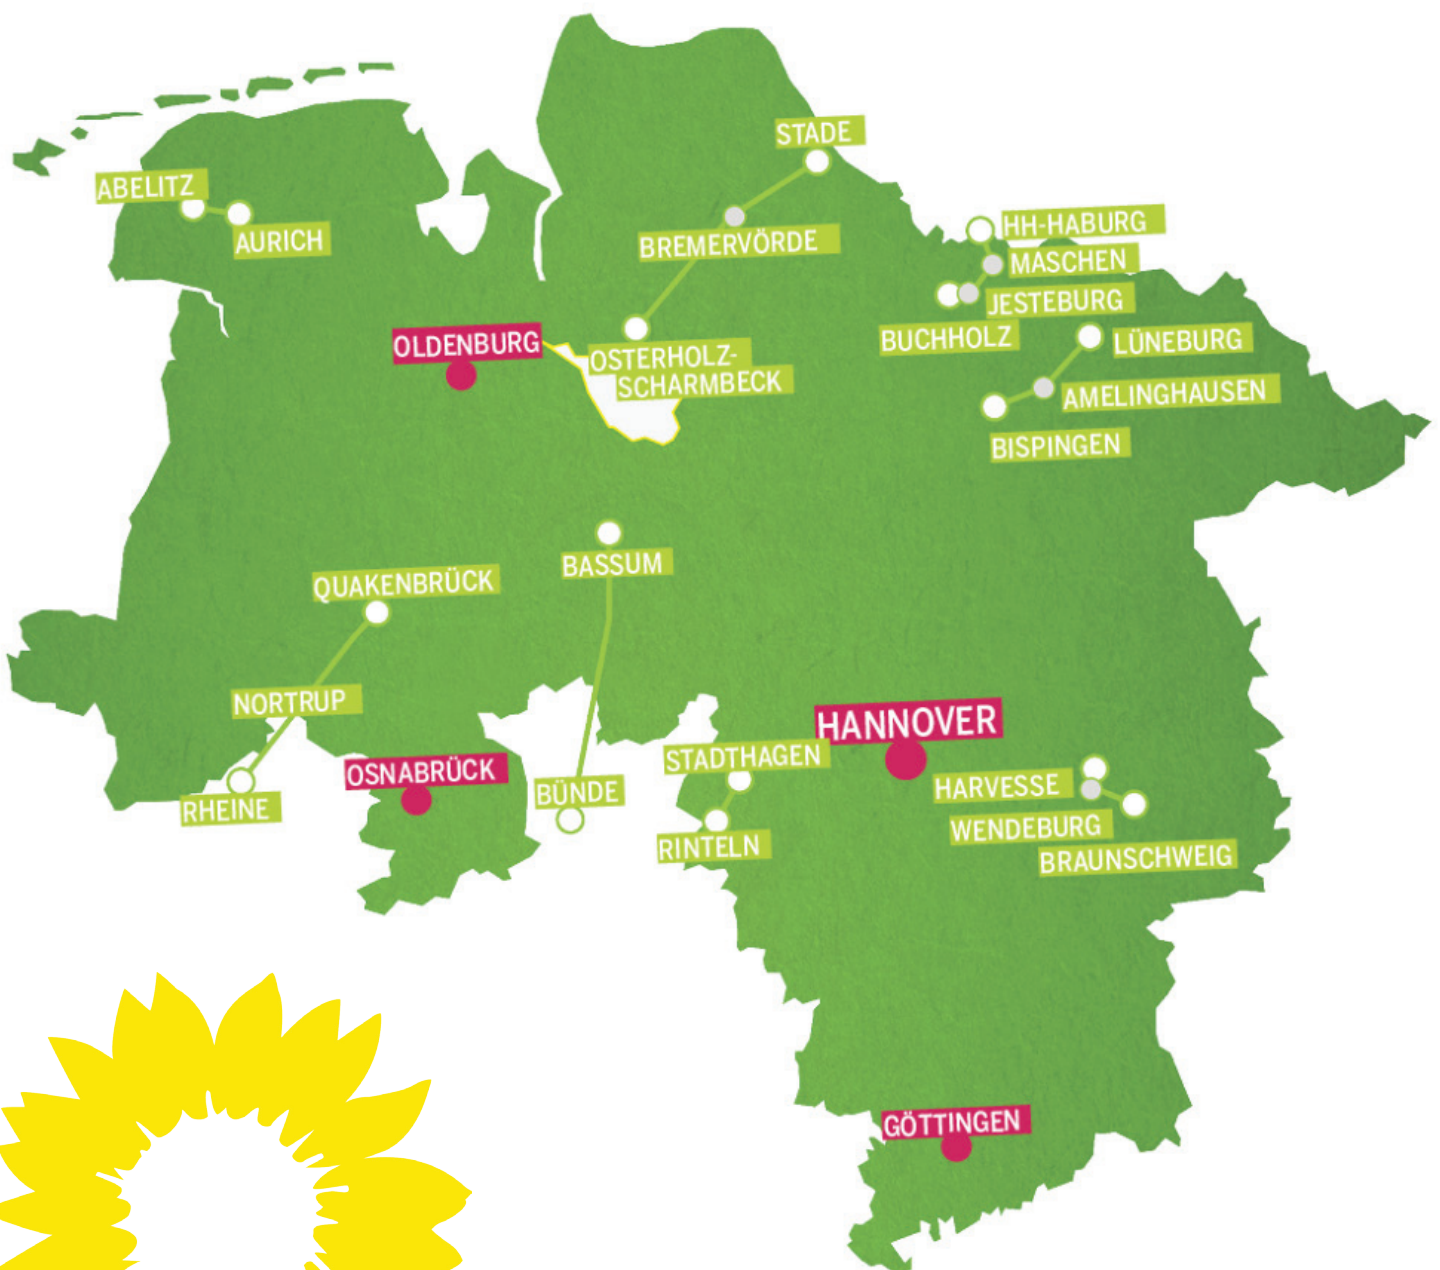 STADE
ABELITZ
AURICH
BREMERVÖRDE
HH-HABURG
MASCHEN
JESTEBURG
BUCHHOLZ
OLDENBURG
OSTERHOLZ-
SCHARMBECK
LÜNEBURG
AMELINGHAUSEN
BISPINGEN
BASSUM
QUAKENBRÜCK
NORTRUP
HANNOVER
STADTHAGEN
OSNABRÜCK
HARVESSE
BÜNDE
RHEINE
WENDEBURG
RINTELN
BRAUNSCHWEIG
GÖTTINGEN